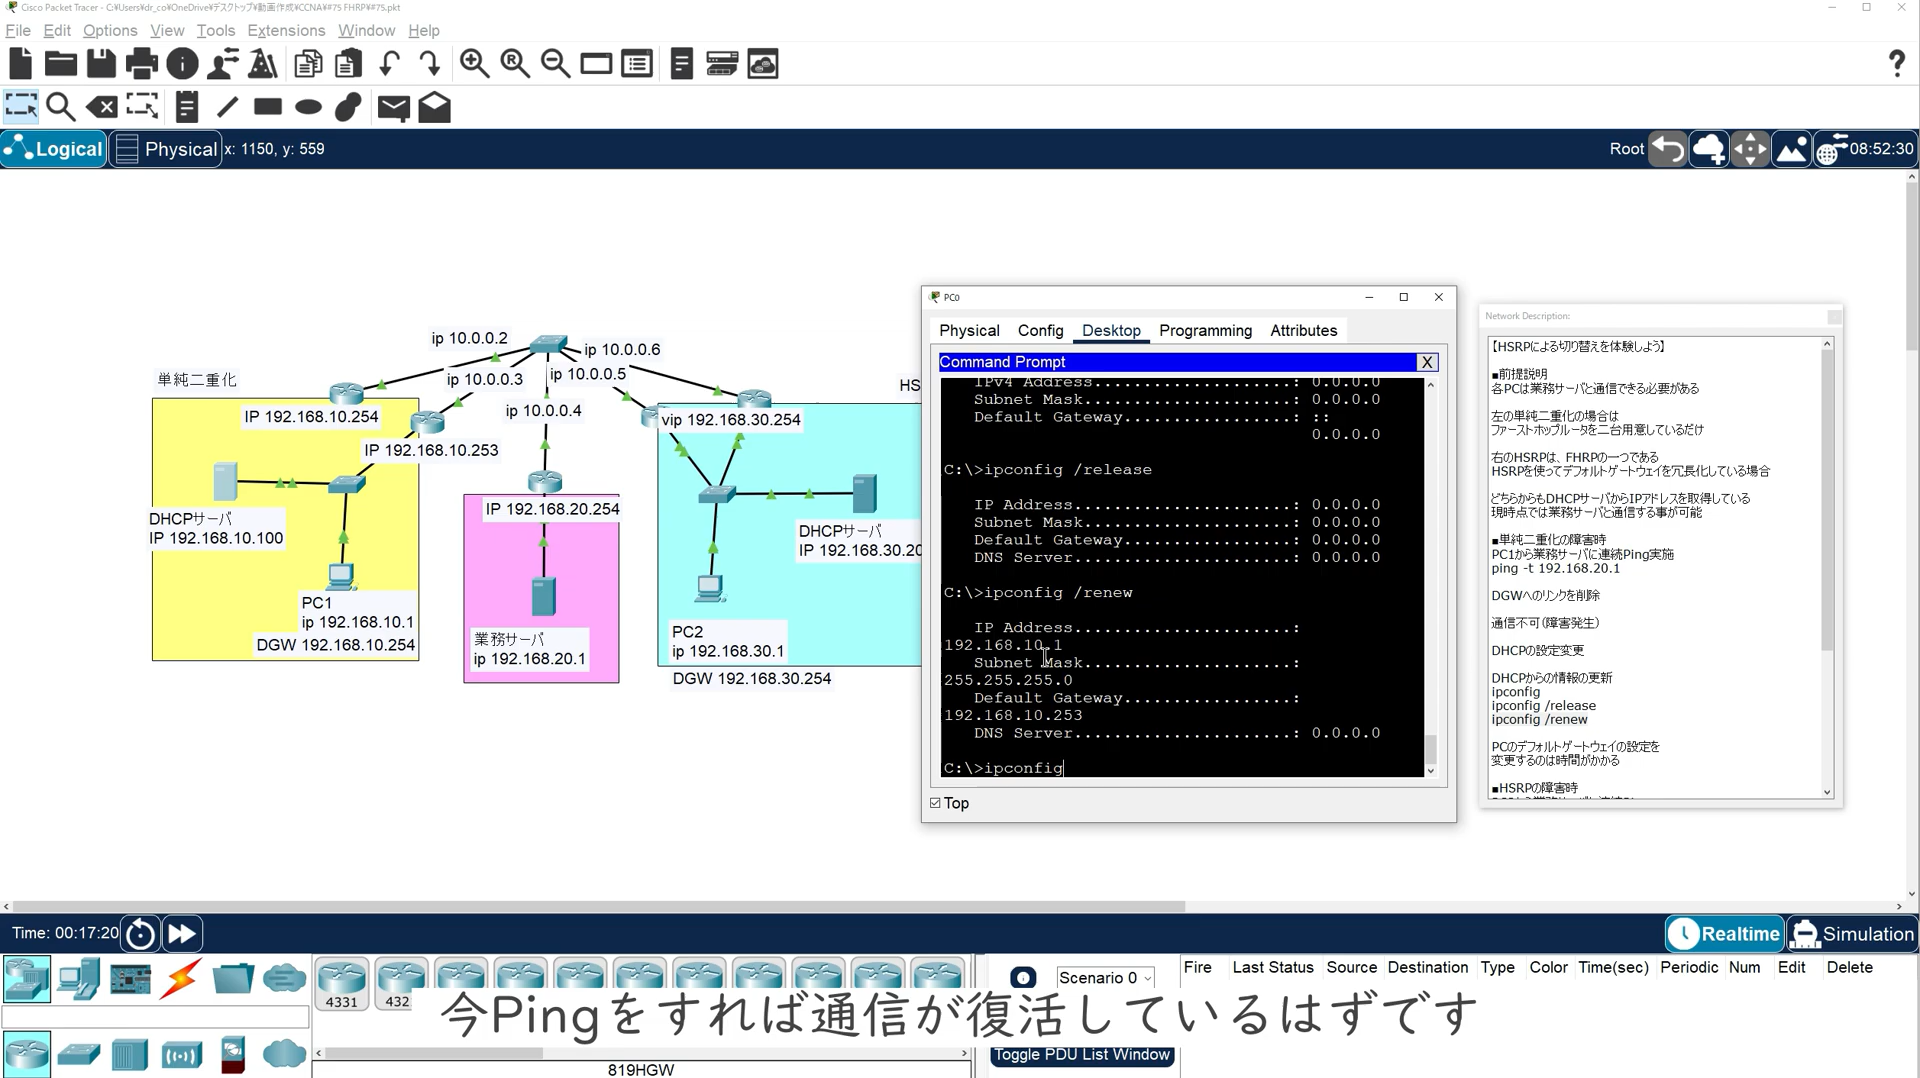 Cisco Packet Tracer - C:¥Users¥dr_co¥OneDrive¥デスクトップ¥動画作成¥CCNA¥#75 FHRP¥#75.pkt
File Edit Options View Tools Extensions Window Help
Logical Physical x: 1150, y: 559 Root 08:52:30
ip 10.0.0.2
ip 10.0.0.6
ip 10.0.0.3
ip 10.0.0.5
ip 10.0.0.4
単純二重化
HS
IP 192.168.10.254
IP 192.168.10.253
vip 192.168.30.254
DHCPサーバ
IP 192.168.10.100
IP 192.168.20.254
DHCPサーバ
IP 192.168.30.20
PC1
ip 192.168.10.1
DGW 192.168.10.254
業務サーバ
ip 192.168.20.1
PC2
ip 192.168.30.1
DGW 192.168.30.254
PC0
Physical Config Desktop Programming Attributes
Command Prompt X
IPv4 Address......................: 0.0.0.0
Subnet Mask.......................: 0.0.0.0
Default Gateway...................: ::
0.0.0.0
C:\>ipconfig /release
IP Address......................: 0.0.0.0
Subnet Mask.....................: 0.0.0.0
Default Gateway.................: 0.0.0.0
DNS Server......................: 0.0.0.0
C:\>ipconfig /renew
IP Address......................:
192.168.10.1
Subnet Mask.....................:
255.255.255.0
Default Gateway.................:
192.168.10.253
DNS Server......................: 0.0.0.0
C:\>ipconfig
Top
Network Description:
【HSRPによる切り替えを体験しよう】
■前提説明
各PCは業務サーバと通信できる必要がある
左の単純二重化の場合は
ファーストホップルータを二台用意しているだけ
右のHSRPは、FHRPの一つである
HSRPを使ってデフォルトゲートウェイを冗長化している場合
どちらからもDHCPサーバからIPアドレスを取得している
現時点では業務サーバと通信する事が可能
■単純二重化の障害時
PC1から業務サーバに連続Ping実施
ping -t 192.168.20.1
DGWへのリンクを削除
通信不可（障害発生）
DHCPの設定変更
DHCPからの情報の更新
ipconfig
ipconfig /release
ipconfig /renew
PCのデフォルトゲートウェイの設定を
変更するのは時間がかかる
■HSRPの障害時
Time: 00:17:20 Realtime Simulation
4331 432
Scenario 0
Fire Last Status Source Destination Type Color Time(sec) Periodic Num Edit Delete
今Pingをすれば通信が復活しているはずです
Toggle PDU List Window
819HGW